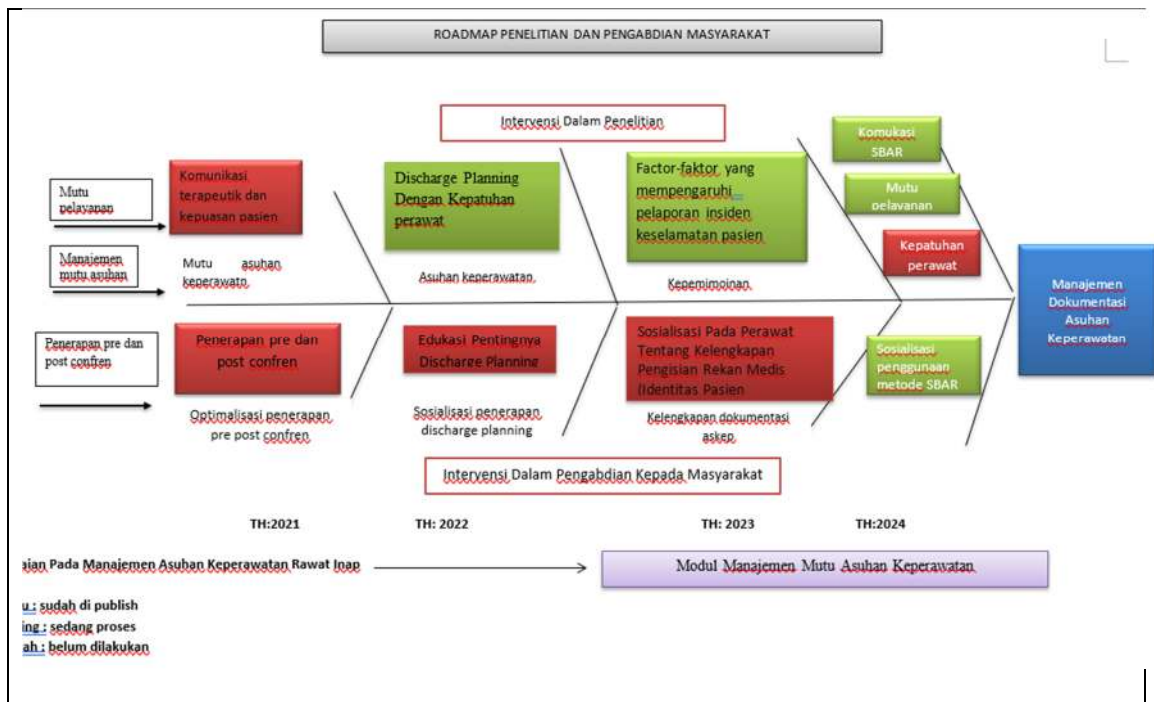 ROADMAP PENELITIAN DAN PENGABDIAN MASYARAKAT
Intervensi Dalam Penelitian
Komukasi
SBAR
Mutu
pelayanan
Kepatuhan
perawat
Mutu
pelayanan
Komunikasi
terapeutik dan
kepuasan pasien
Discharge Planning
Dengan Kepatuhan
perawat
Factor-faktor yang
mempengaruhi
pelaporan insiden
keselamatan pasien
Manajemen
mutu asuhan
Mutu asuhan
keperawatn
Asuhan keperawatan
Kepemimoinan
Manajemen
Dokumentasi
Asuhan
Keperawatan
Penerapan pre dan
post confren
Penerapan pre dan
post confren
Edukasi Pentingnya
Discharge Planning
Sosialisasi Pada Perawat
Tentang Kelengkapan
Pengisian Rekan Medis
(Identitas Pasien
Sosialisasi
penggunaan
metode SBAR
Optimalisasi penerapan
pre post confren
Sosialisasi penerapan
discharge planning
Kelengkapan dokumentasi
askep
Intervensi Dalam Pengabdian Kepada Masyarakat
TH:2021 TH: 2022 TH: 2023 TH:2024
aian Pada Manajemen Asuhan Keperawatan Rawat Inap
Modul Manajemen Mutu Asuhan Keperawatan
u : sudah di publish
ing : sedang proses
ah : belum dilakukan